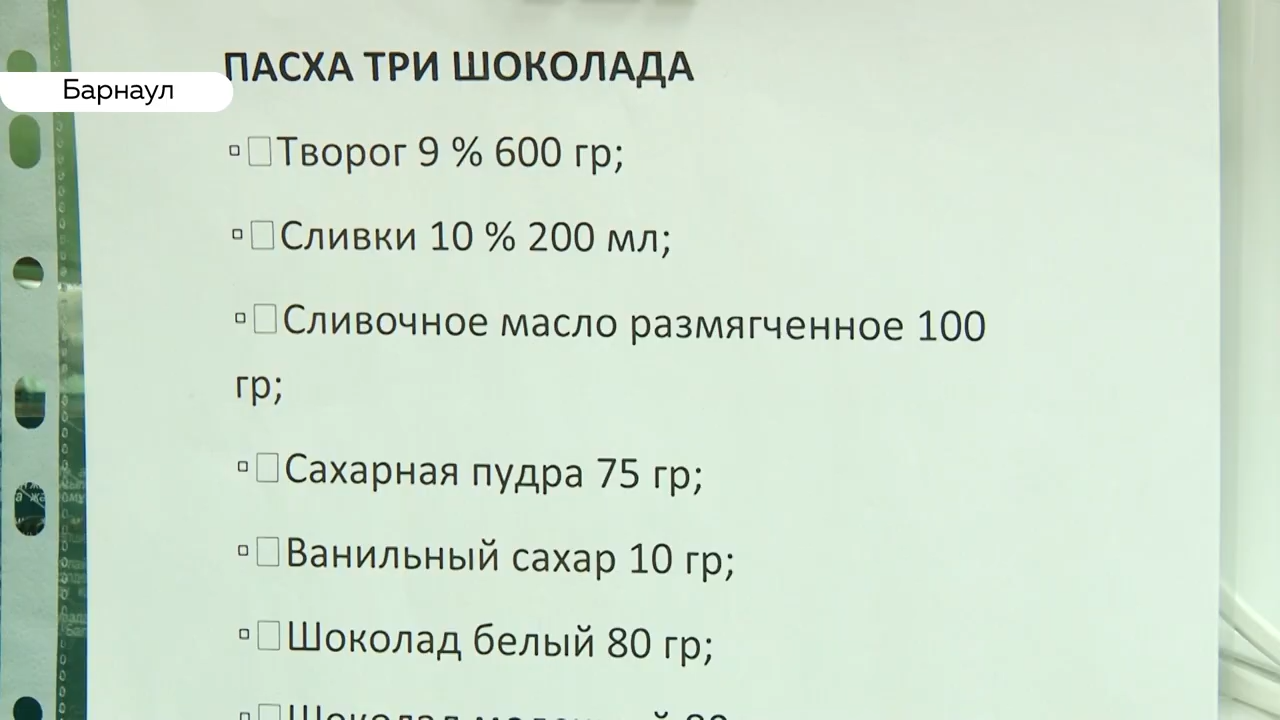 ПАСХА ТРИ ШОКОЛАДА
Барнаул
Творог 9 % 600 гр;
Сливки 10 % 200 мл;
Сливочное масло размягченное 100
гр;
Сахарная пудра 75 гр;
Ванильный сахар 10 гр;
Шоколад белый 80 гр;
Шоколад